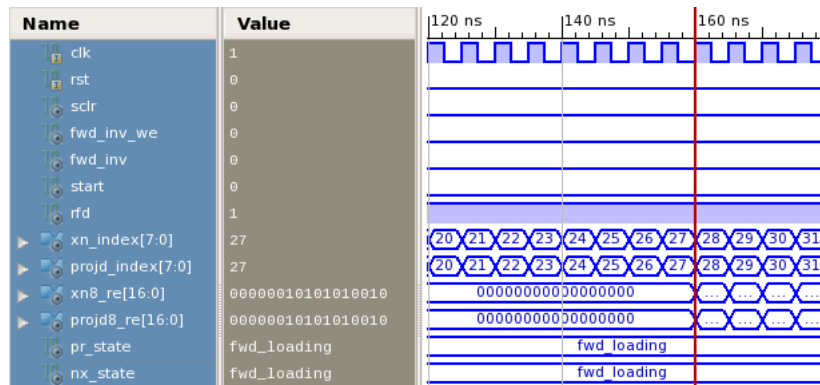 Name Value 120 ns 140 ns 160 ns
clk 1
rst 0
sclr 0
fwd_inv_we 0
fwd_inv 0
start 0
rfd 1
xn_index[7:0] 27 20 21 22 23 24 25 26 27 28 29 30 31
projd_index[7:0] 27 20 21 22 23 24 25 26 27 28 29 30 31
xn8_re[16:0] 00000010101010010 00000000000000000 ... ... ... ...
projd8_re[16:0] 00000010101010010 00000000000000000 ... ... ... ...
pr_state fwd_loading fwd_loading
nx_state fwd_loading fwd_loading